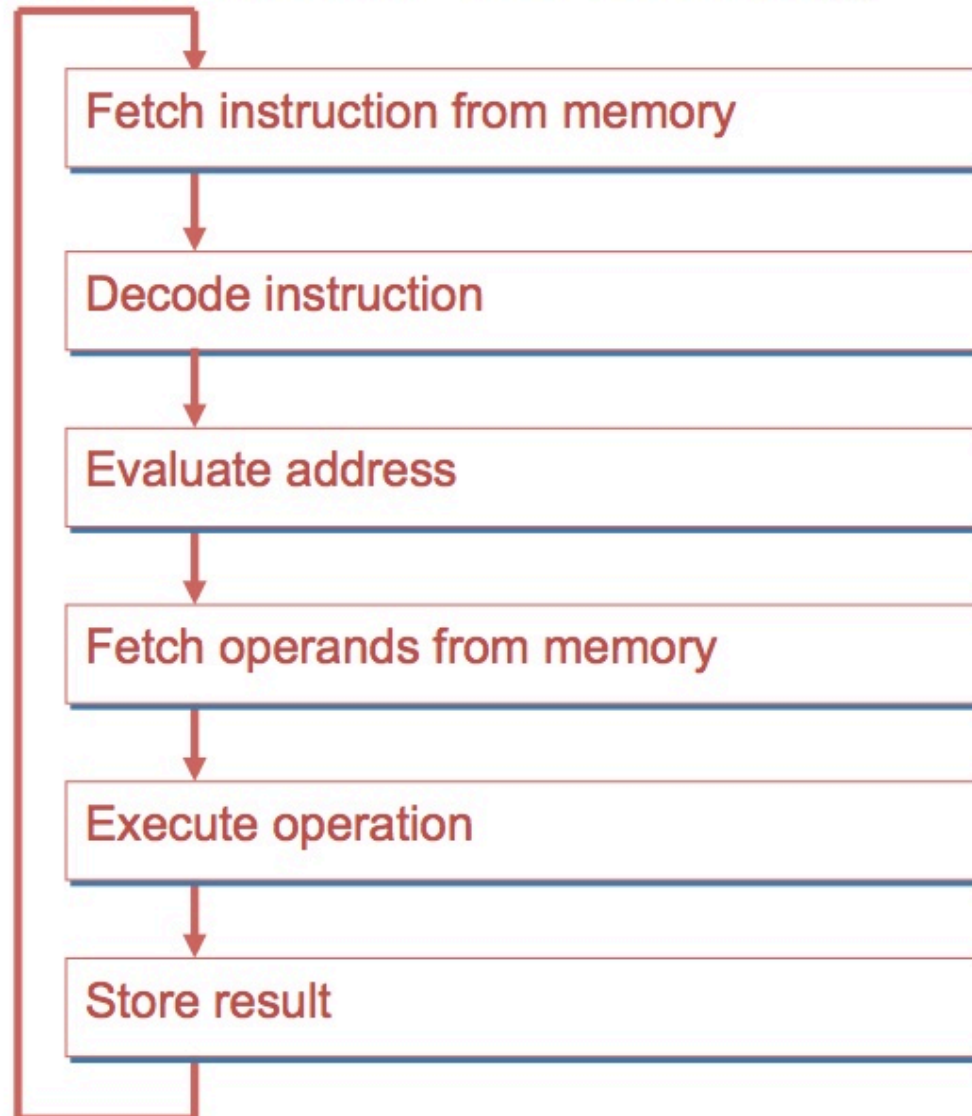 Fetch instruction from memory
Decode instruction
Evaluate address
Fetch operands from memory
Execute operation
Store result